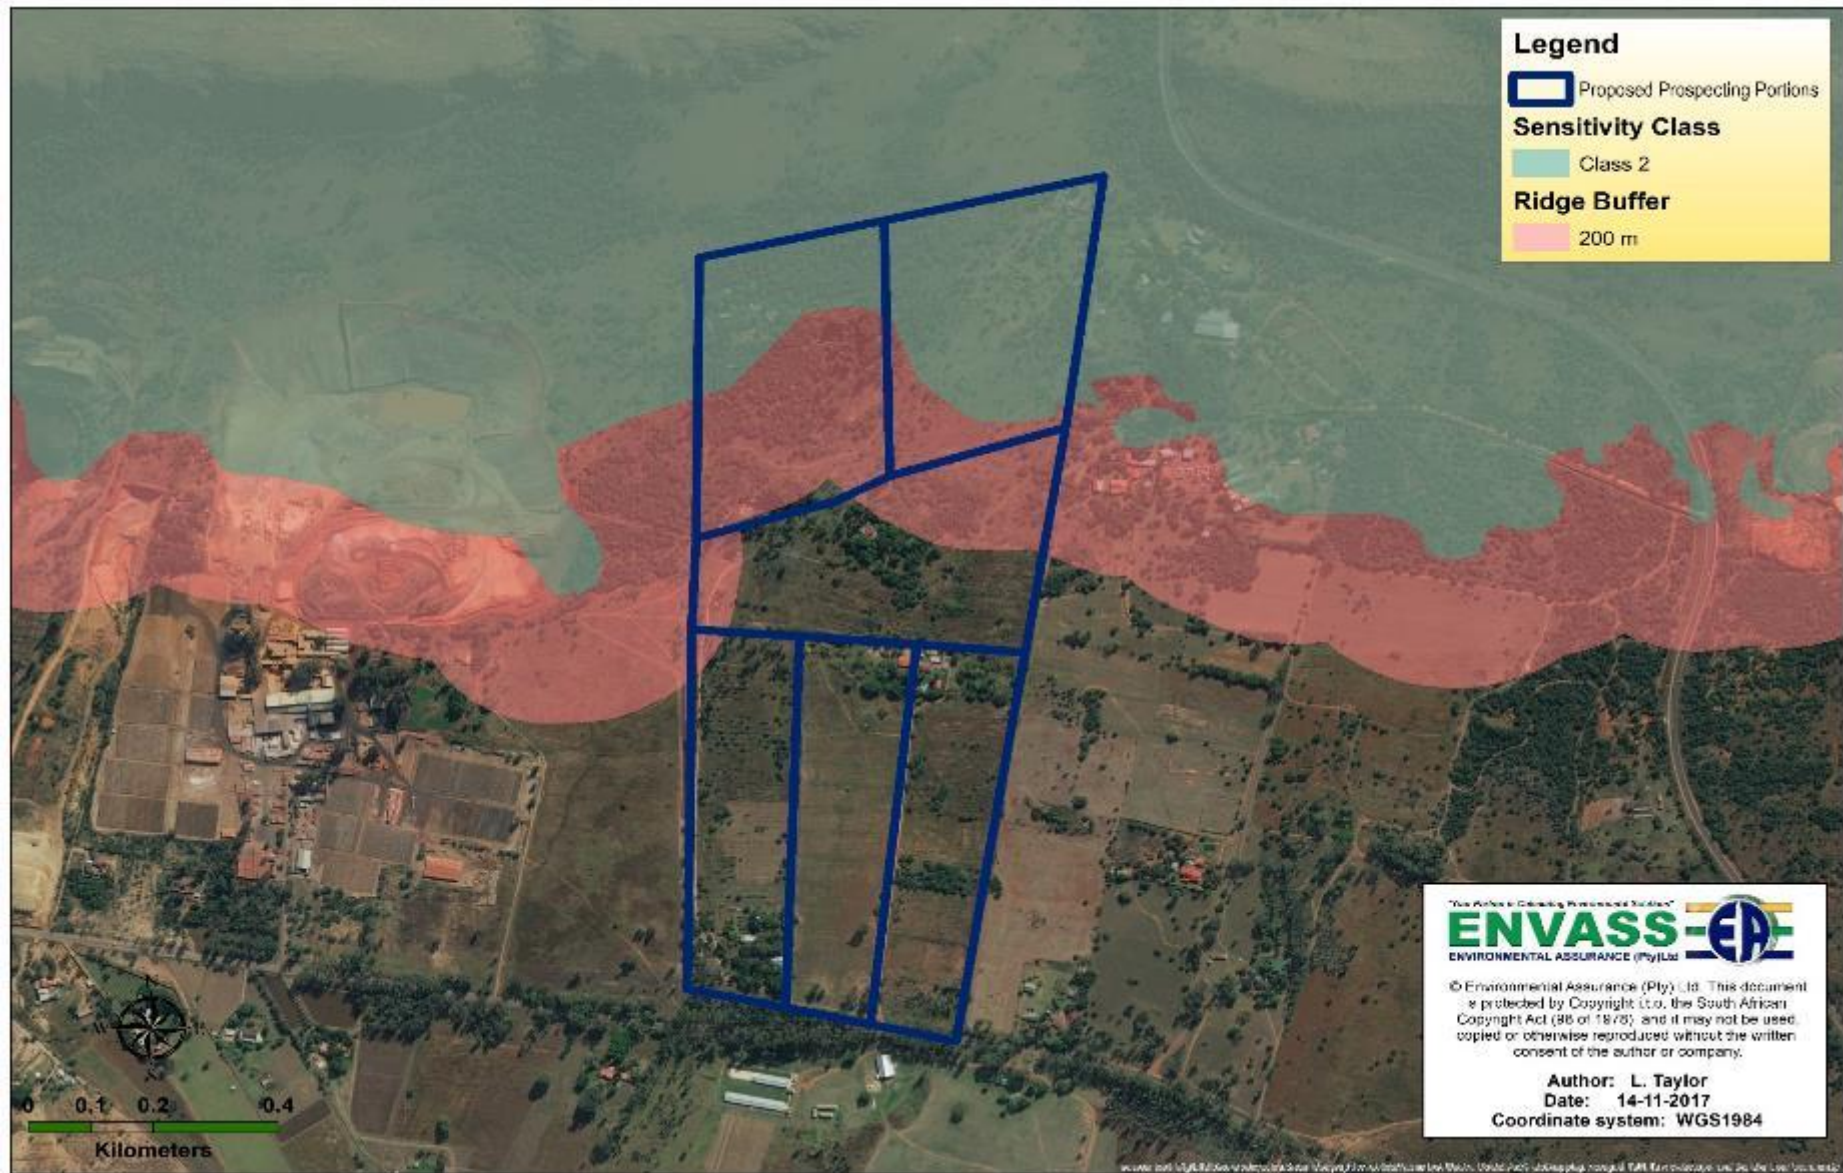 Legend
Proposed Prospecting Portions
Sensitivity Class
Class 2
Ridge Buffer
200 m
ENVASS EA
ENVIRONMENTAL ASSURANCE (Pty)Ltd
© Environmental Assurance (Pty) Ltd. This document
is protected by Copyright i.t.o. the South African
Copyright Act (98 of 1978) and it may not be used,
copied or otherwise reproduced without the written
consent of the author or company.
Author: L. Taylor
Date: 14-11-2017
Coordinate system: WGS1984
0 0.1 0.2 0.4
Kilometers